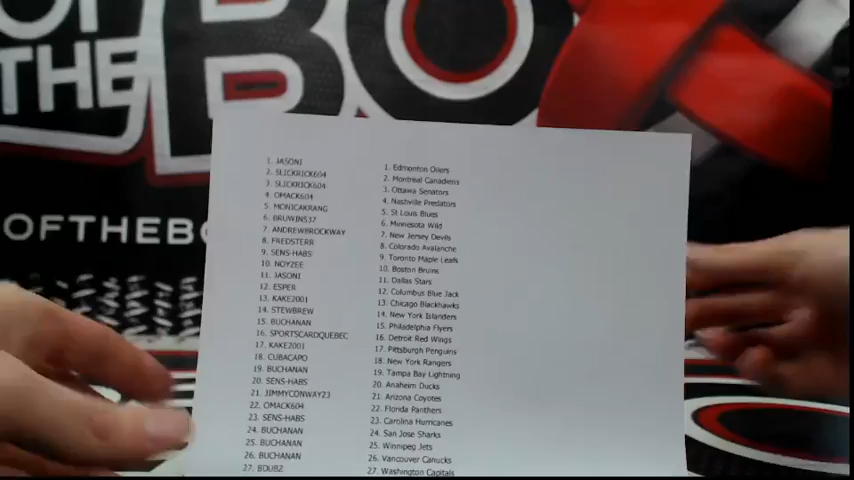 OF
THE
BO
OFTHEBO
1. JASONI 1. Edmonton Oilers
2. SLICKRICK604 2. Montreal Canadens
3. SLICKRICK604 3. Ottawa Senators
4. OMACK604 4. Nashville Predators
5. MONICAKRANG 5. St Louis Blues
6. BRUWINS37 6. Minnesota Wild
7. ANDREWBROCKWAY 7. New Jersey Devils
8. FREDSTERR 8. Colorado Avalanche
9. SENS-HABS 9. Toronto Maple Leafs
10. NOYZEE 10. Boston Bruins
11. JASONI 11. Dallas Stars
12. ESPER 12. Columbus Blue Jack
13. KAKE2001 13. Chicago Blackhawks
14. STEWBREW 14. New York Islanders
15. BUCHANAN 15. Philadelphia Flyers
16. SPORTSCARDQUEBEC 16. Detroit Red Wings
17. KAKE2001 17. Pittsburgh Penguins
18. CUBACAPO 18. New York Rangers
19. BUCHANAN 19. Tampa Bay Lightning
20. SENS-HABS 20. Anaheim Ducks
21. JIMMYCONWAY23 21. Arizona Coyotes
22. OMACK604 22. Florida Panthers
23. SENS-HABS 23. Carolina Hurricanes
24. BUCHANAN 24. San Jose Sharks
25. BUCHANAN 25. Winnipeg Jets
26. BUCHANAN 26. Vancouver Canucks
27. BDUBZ 27. Washington Capitals